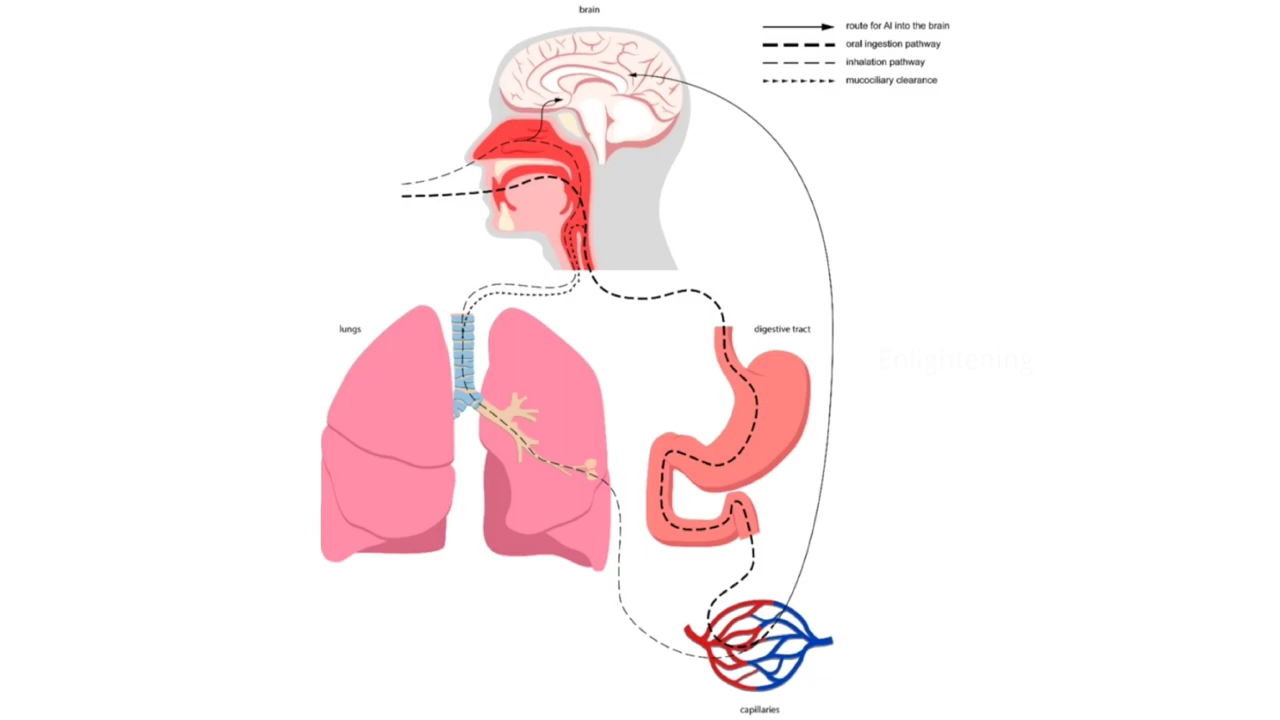 brain
route for Al into the brain
oral ingestion pathway
inhalation pathway
mucociliary clearance
lungs
digestive tract
Enlightening
capillaries